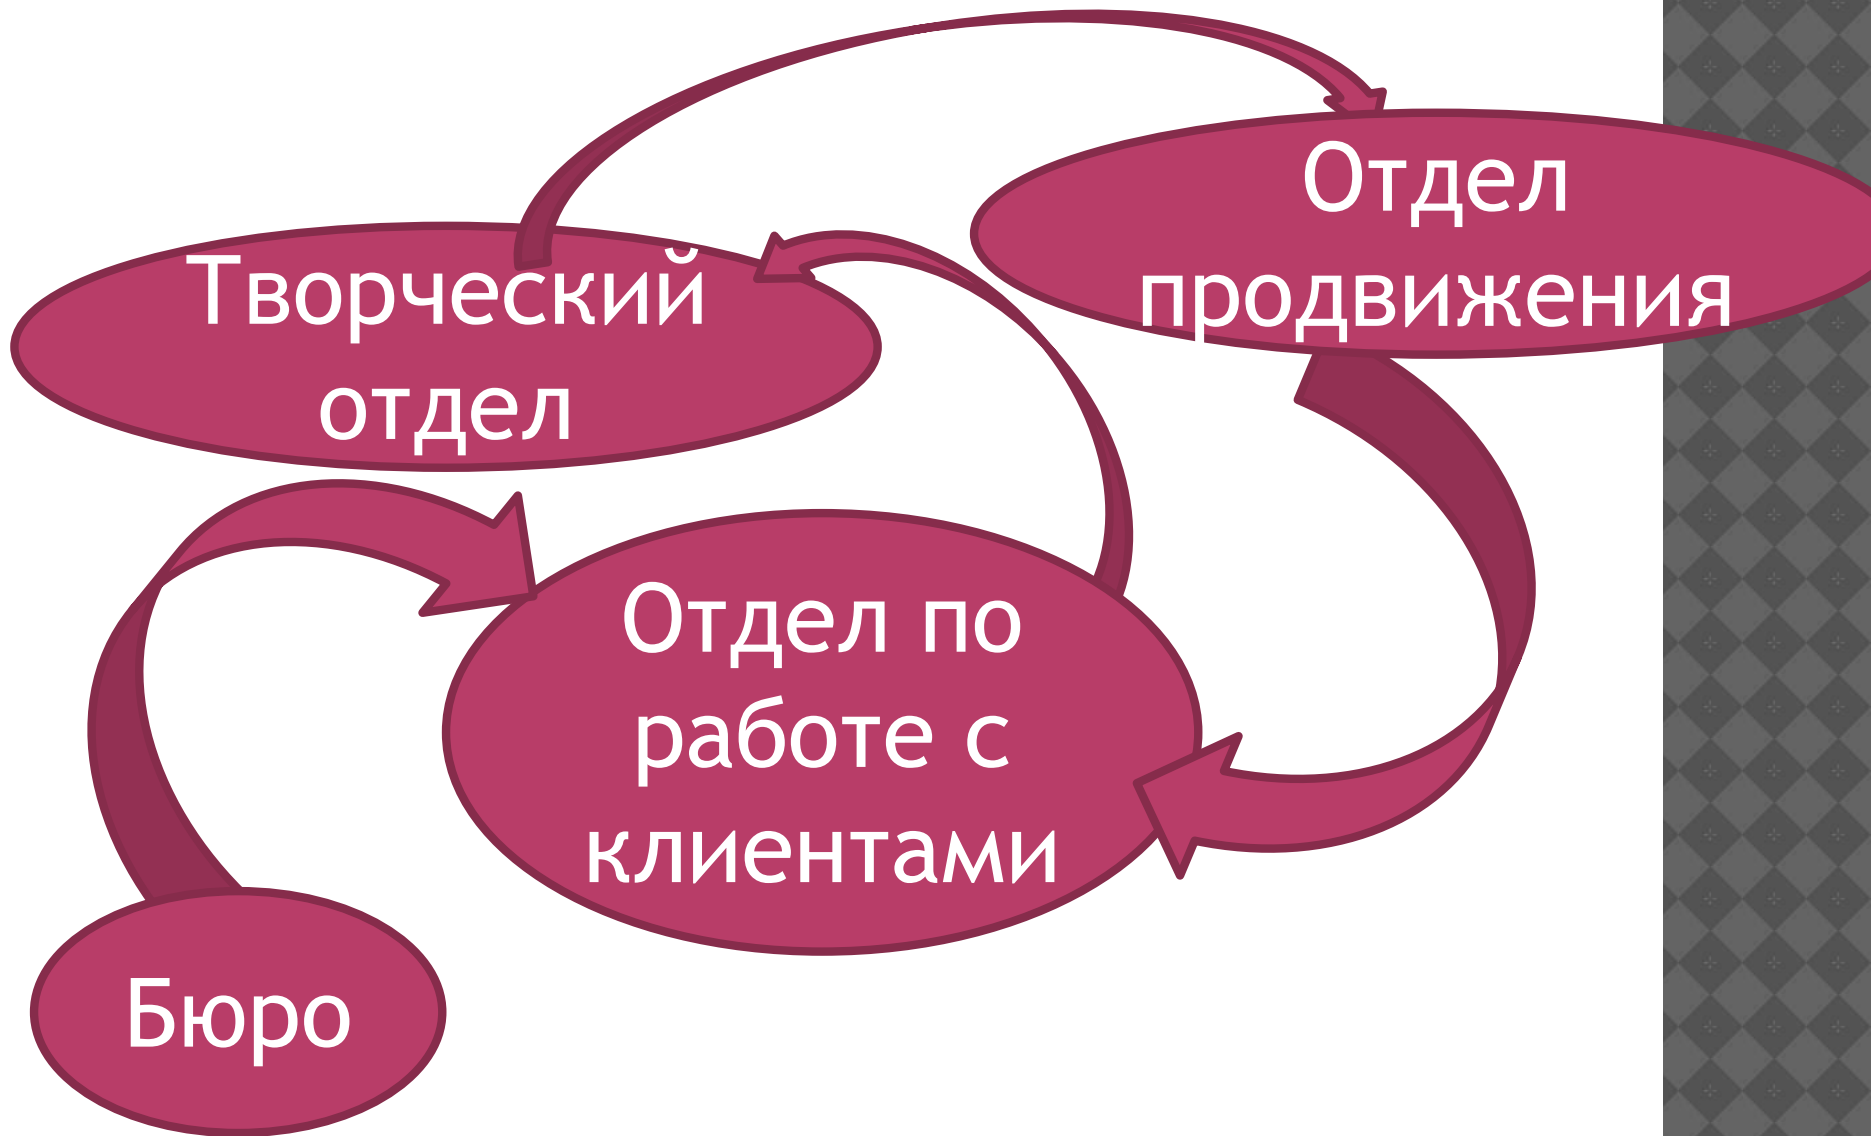 Отдел
продвижения
Творческий
отдел
Отдел по
работе с
клиентами
Бюро